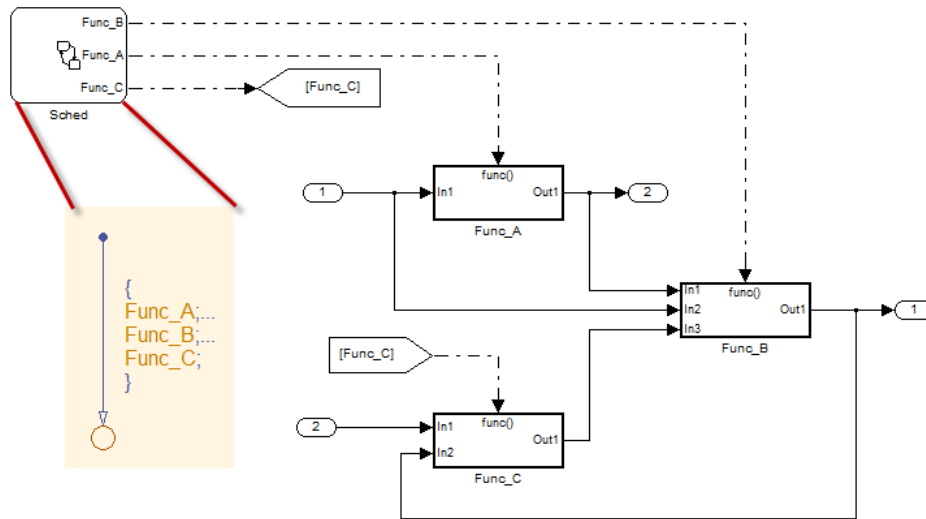 Func_B
Func_A
Func_C
Sched
[Func_C]
{
Func_A;...
Func_B;...
Func_C;
}
1
In1
func()
Out1
Func_A
2
In1
In2
In3
func()
Out1
Func_B
1
[Func_C]
2
In1
In2
func()
Out1
Func_C